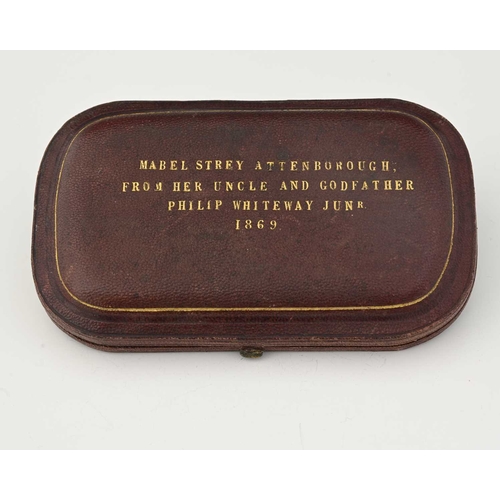 MABEL STREY ATTENBOROUGH,
FROM HER UNCLE AND GODFATHER
PHILIP WHITEWAY JUNR.
1869.